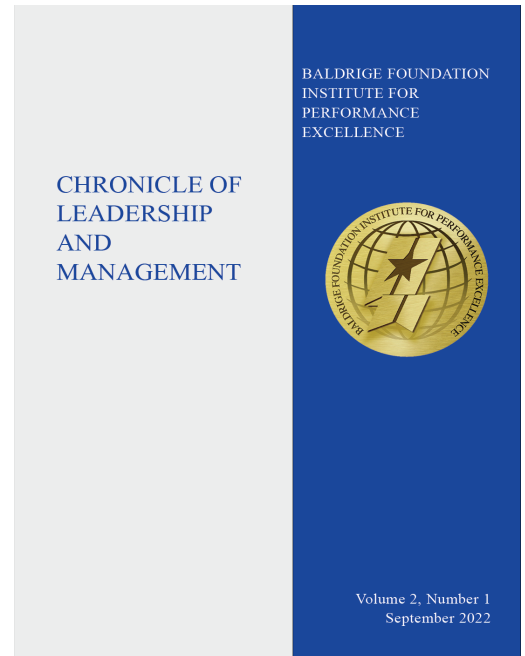 BALDRIGE FOUNDATION
INSTITUTE FOR
PERFORMANCE
EXCELLENCE
CHRONICLE OF
LEADERSHIP
AND
MANAGEMENT
BALDRIGE FOUNDATION INSTITUTE FOR PERFORMANCE EXCELLENCE
Volume 2, Number 1
September 2022